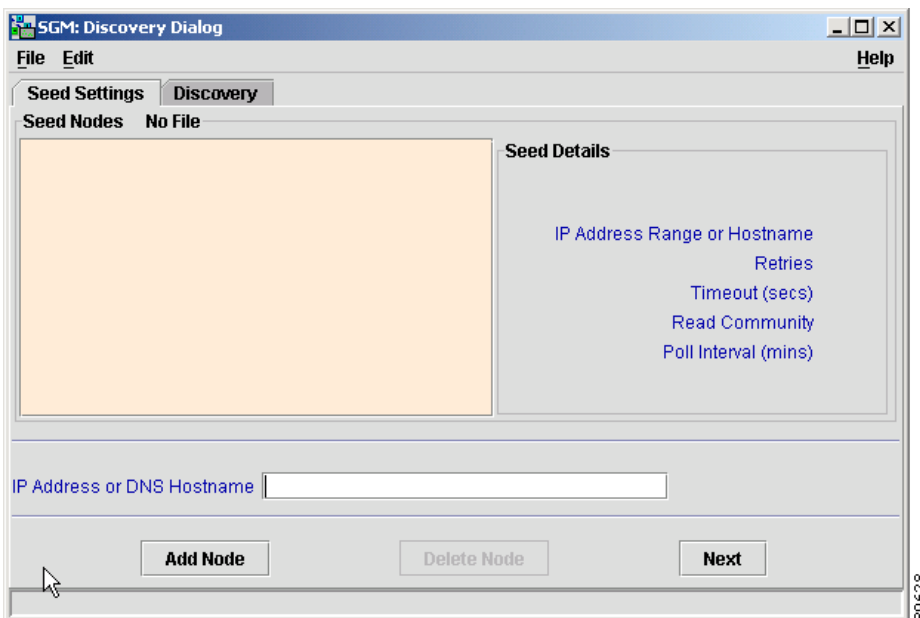 SGM: Discovery Dialog
File Edit Help
Seed Settings Discovery
Seed Nodes No File
Seed Details
IP Address Range or Hostname
Retries
Timeout (secs)
Read Community
Poll Interval (mins)
IP Address or DNS Hostname
Add Node Delete Node Next